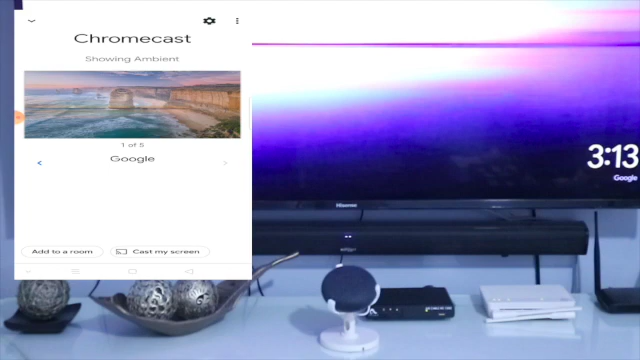 Chromecast
Showing Ambient
1 of 5
Google
Add to a room
Cast my screen
3:13
Google
Hisense